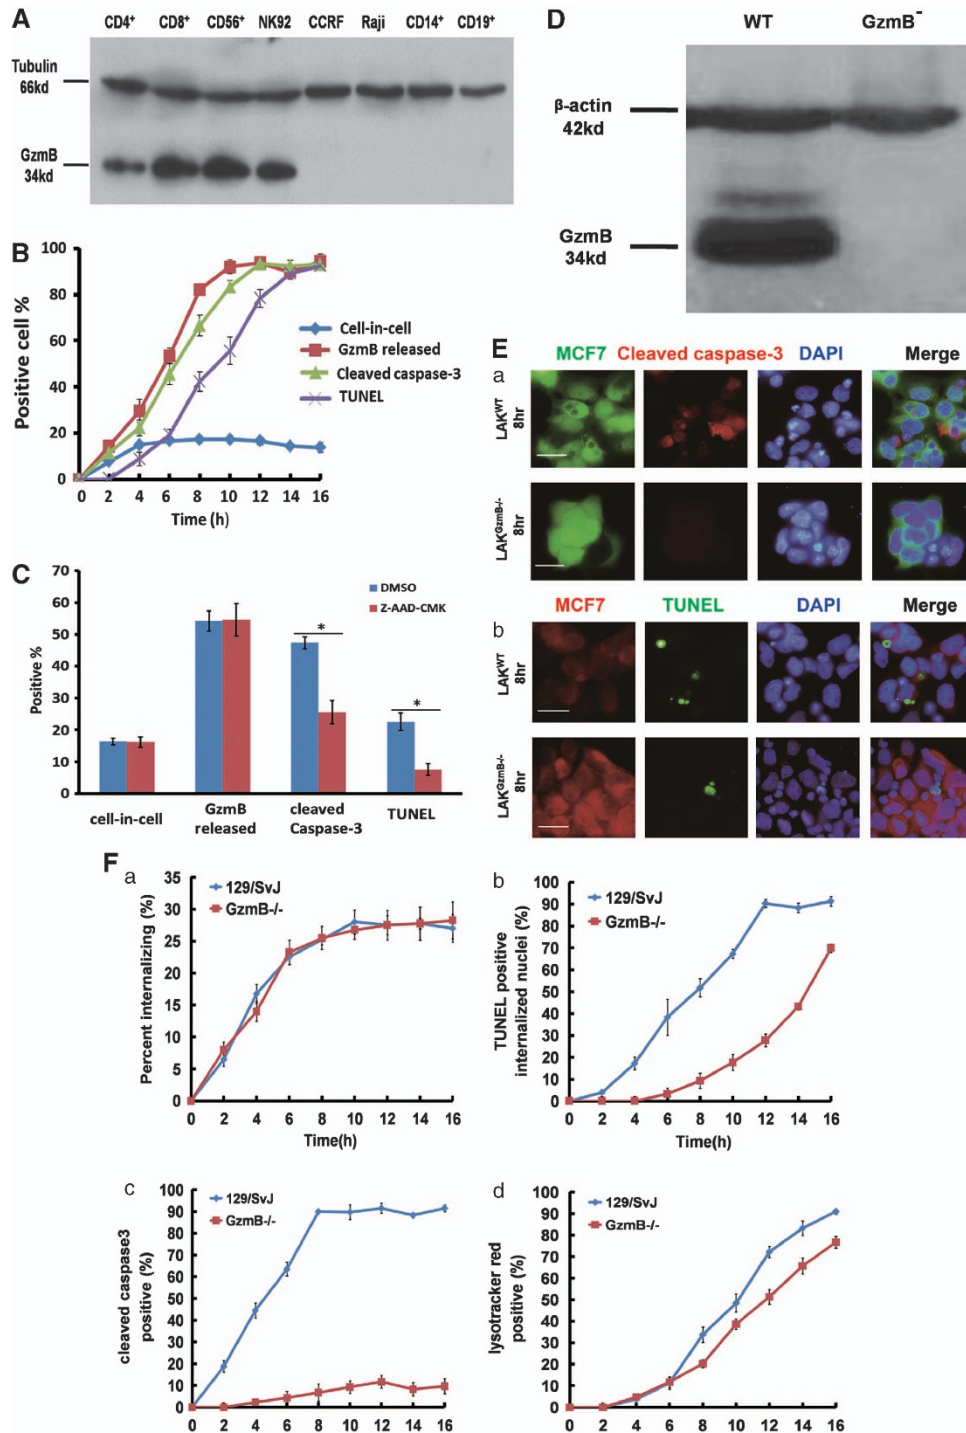 A
CD4+ CD8+ CD56+ NK92 CCRF Raji CD14+ CD19+
Tubulin
66kd
GzmB
34kd
B
Positive cell %
100
80
60
40
20
0
0 2 4 6 8 10 12 14 16
Time (h)
Cell-in-cell
GzmB released
Cleaved caspase-3
TUNEL
C
Positive %
70
60
50
40
30
20
10
0
DMSO
Z-AAD-CMK
*
*
cell-in-cell
GzmB
released
cleaved
Caspase-3
TUNEL
D
WT GzmB-
β-actin
42kd
GzmB
34kd
E
MCF7 Cleaved caspase-3 DAPI Merge
a
LAKWT
8hr
LAKGzmB-/-
8hr
MCF7 TUNEL DAPI Merge
b
LAKWT
8hr
LAKGzmB-/-
8hr
F
a
129/SvJ
GzmB-/-
Percent internalizing (%)
35
30
25
20
15
10
5
0
0 2 4 6 8 10 12 14 16
Time(h)
b
129/SvJ
GzmB-/-
TUNEL positive
internalized nuclei (%)
100
90
80
70
60
50
40
30
20
10
0
0 2 4 6 8 10 12 14 16
Time(h)
c
129/SvJ
GzmB-/-
cleaved caspase3
positive (%)
100
90
80
70
60
50
40
30
20
10
0
0 2 4 6 8 10 12 14 16
d
129/SvJ
GzmB-/-
lysotracker red
positive (%)
100
90
80
70
60
50
40
30
20
10
0
0 2 4 6 8 10 12 14 16